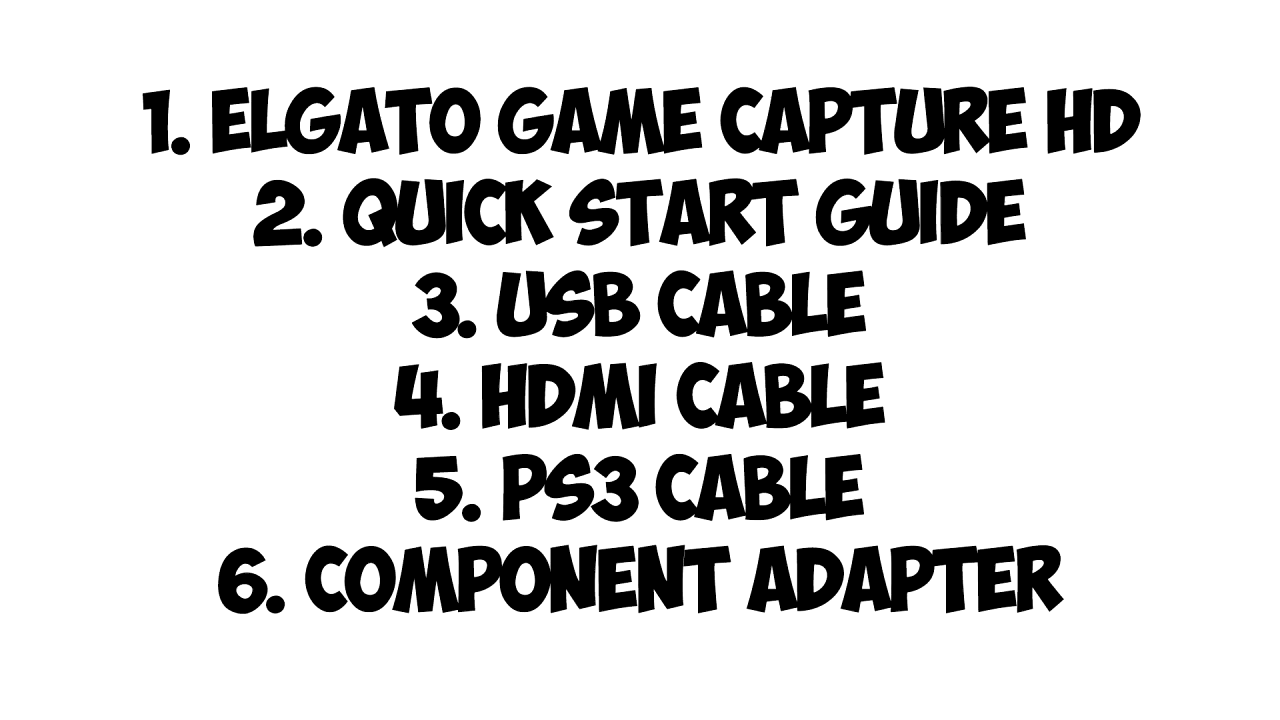 1. ELGATO GAME CAPTURE HD
2. QUICK START GUIDE
3. USB CABLE
4. HDMI CABLE
5. PS3 CABLE
6. COMPONENT ADAPTER